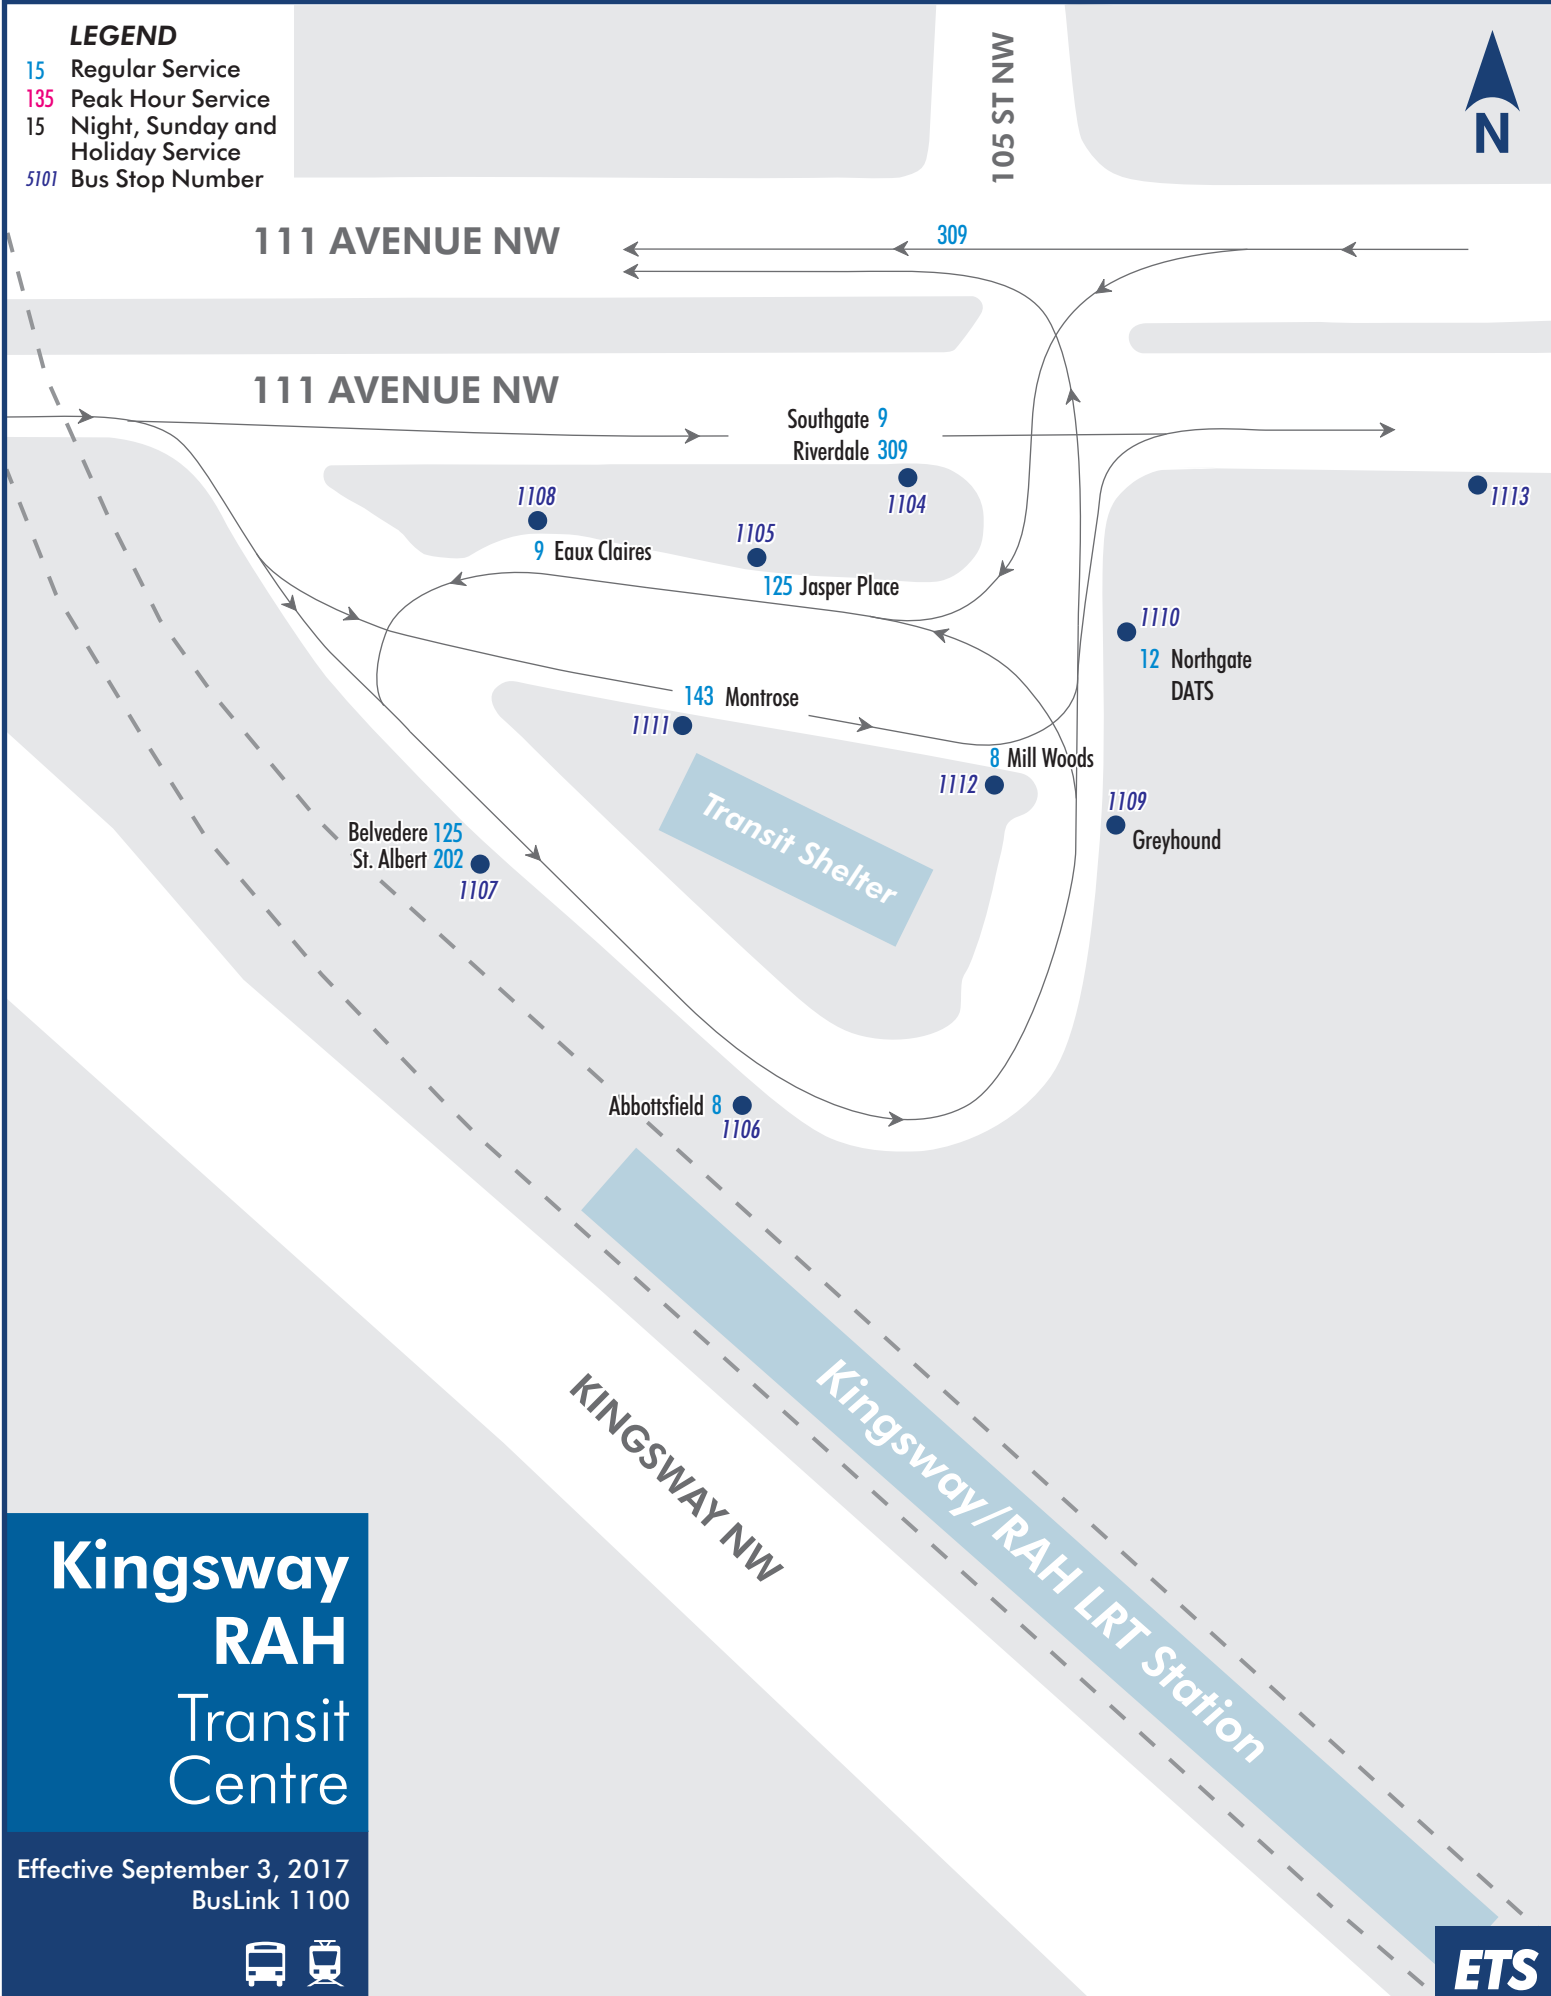 LEGEND
15 Regular Service
135 Peak Hour Service
15 Night, Sunday and
Holiday Service
5101 Bus Stop Number
105 ST NW
N
111 AVENUE NW
309
111 AVENUE NW
Southgate 9
Riverdale 309
1104
1108
9 Eaux Claires
1105
125 Jasper Place
1113
1110
12 Northgate
DATS
143 Montrose
1111
8 Mill Woods
1112
1109
Greyhound
Transit Shelter
Belvedere 125
St. Albert 202
1107
Abbottsfield 8
1106
KINGSWAY NW
Kingsway/RAH LRT Station
Kingsway
RAH
Transit
Centre
Effective September 3, 2017
BusLink 1100
ETS